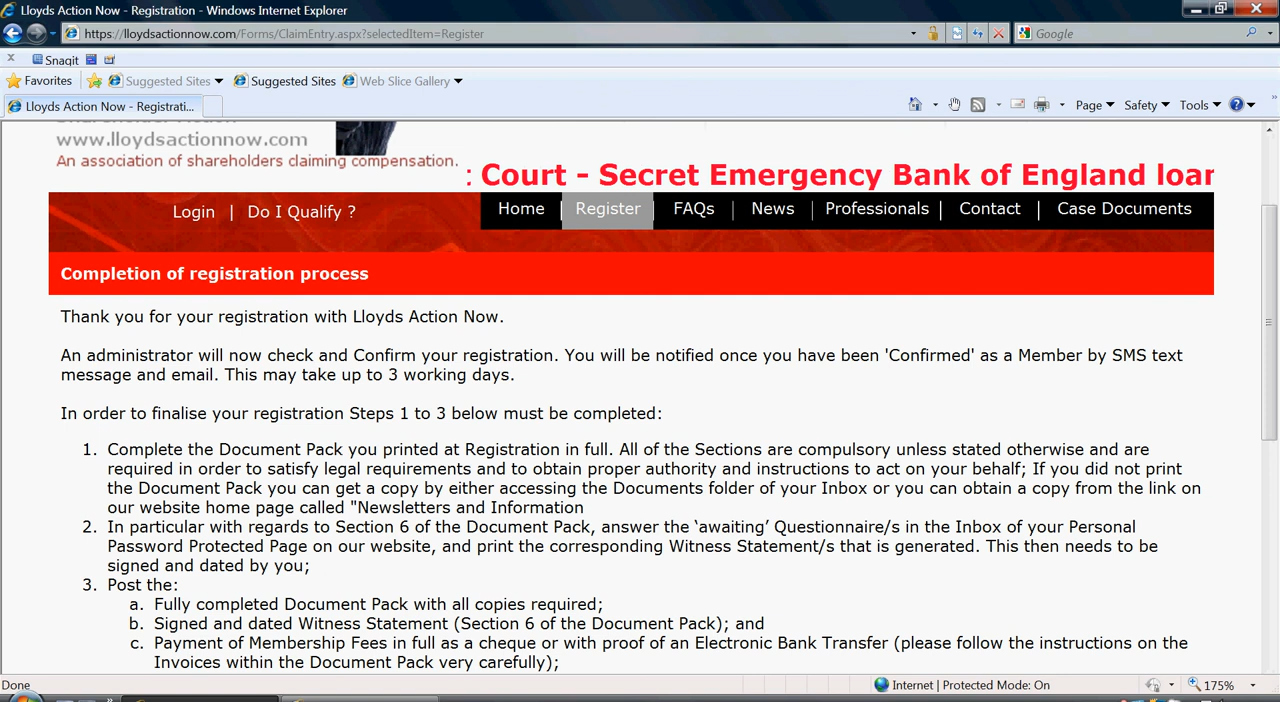 Lloyds Action Now - Registration - Windows Internet Explorer
https://lloydsactionnow.com/Forms/ClaimEntry.aspx?selectedItem=Register
Google
x Snagit
Favorites Suggested Sites Suggested Sites Web Slice Gallery
Lloyds Action Now - Registrati...
Page Safety Tools
www.lloydsactionnow.com
An association of shareholders claiming compensation.
: Court - Secret Emergency Bank of England loan
Login | Do I Qualify ?
Home | Register | FAQs | News | Professionals | Contact | Case Documents
Completion of registration process
Thank you for your registration with Lloyds Action Now.
An administrator will now check and Confirm your registration. You will be notified once you have been 'Confirmed' as a Member by SMS text
message and email. This may take up to 3 working days.
In order to finalise your registration Steps 1 to 3 below must be completed:
1. Complete the Document Pack you printed at Registration in full. All of the Sections are compulsory unless stated otherwise and are
required in order to satisfy legal requirements and to obtain proper authority and instructions to act on your behalf; If you did not print
the Document Pack you can get a copy by either accessing the Documents folder of your Inbox or you can obtain a copy from the link on
our website home page called "Newsletters and Information
2. In particular with regards to Section 6 of the Document Pack, answer the ‘awaiting’ Questionnaire/s in the Inbox of your Personal
Password Protected Page on our website, and print the corresponding Witness Statement/s that is generated. This then needs to be
signed and dated by you;
3. Post the:
a. Fully completed Document Pack with all copies required;
b. Signed and dated Witness Statement (Section 6 of the Document Pack); and
c. Payment of Membership Fees in full as a cheque or with proof of an Electronic Bank Transfer (please follow the instructions on the
Invoices within the Document Pack very carefully);
Done
Internet | Protected Mode: On
175%